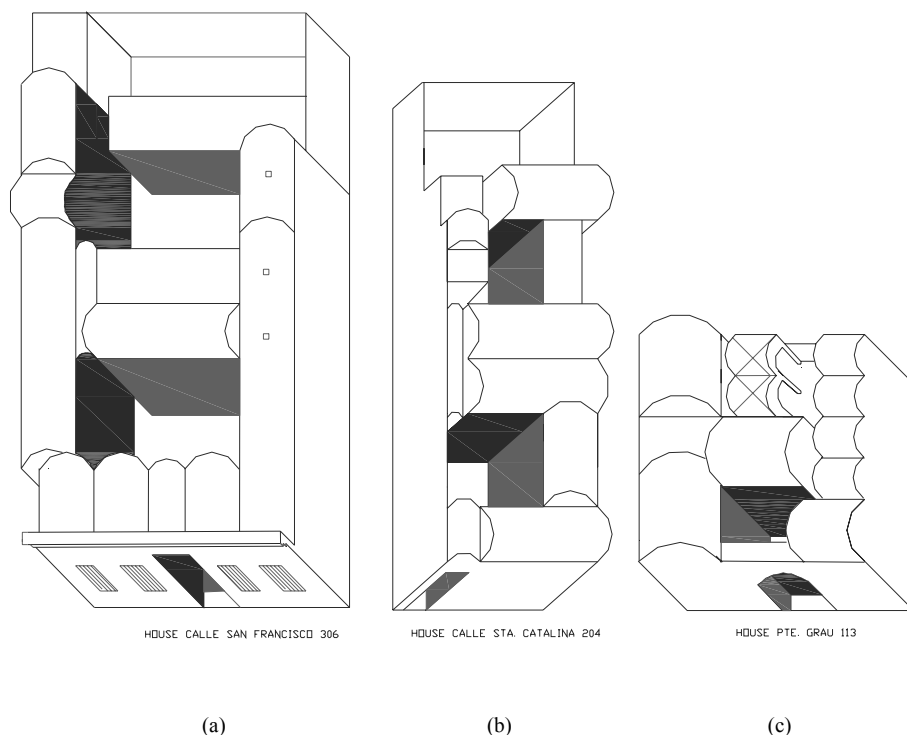 HOUSE CALLE SAN FRANCISCO 306
HOUSE CALLE STA. CATALINA 204
HOUSE PTE. GRAU 113
(a)
(b)
(c)